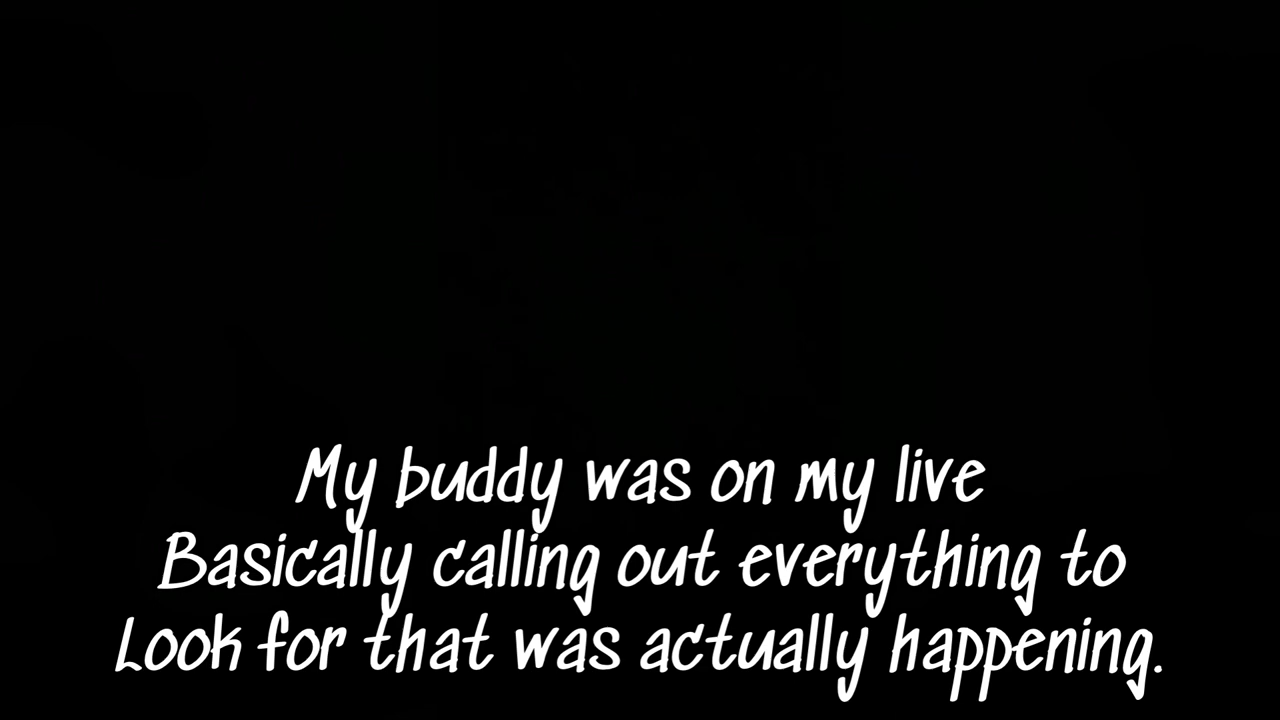 My buddy was on my live
Basically calling out everything to
Look for that was actually happening.